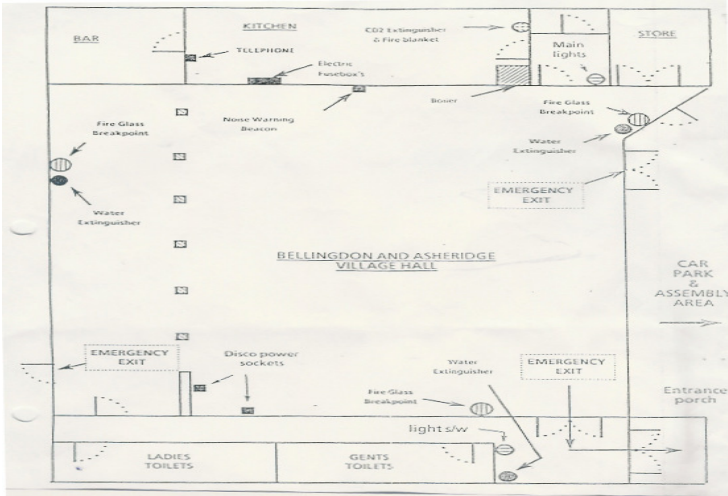 BAR
KITCHEN
TELEPHONE
Electric
Fusebox's
CO2 Extinguisher
& Fire blanket
Main
lights
STORE
Boiler
Noise Warning
Beacon
Fire Glass
Breakpoint
Water
Extinguisher
Fire Glass
Breakpoint
Water
Extinguisher
EMERGENCY
EXIT
BELLINGDON AND ASHERIDGE
VILLAGE HALL
CAR
PARK
&
ASSEMBLY
AREA
EMERGENCY
EXIT
Disco power
sockets
Water
Extinguisher
EMERGENCY
EXIT
Fire Glass
Breakpoint
Entrance
porch
light s/w
LADIES
TOILETS
GENTS
TOILETS